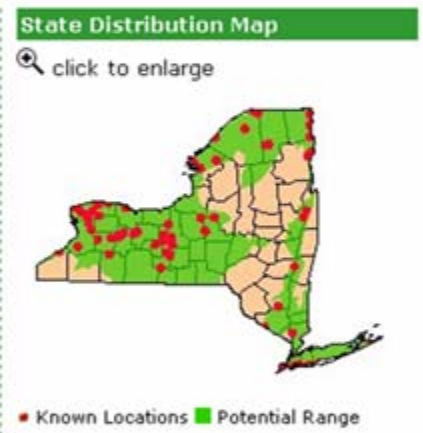 State Distribution Map
click to enlarge
Known Locations Potential Range